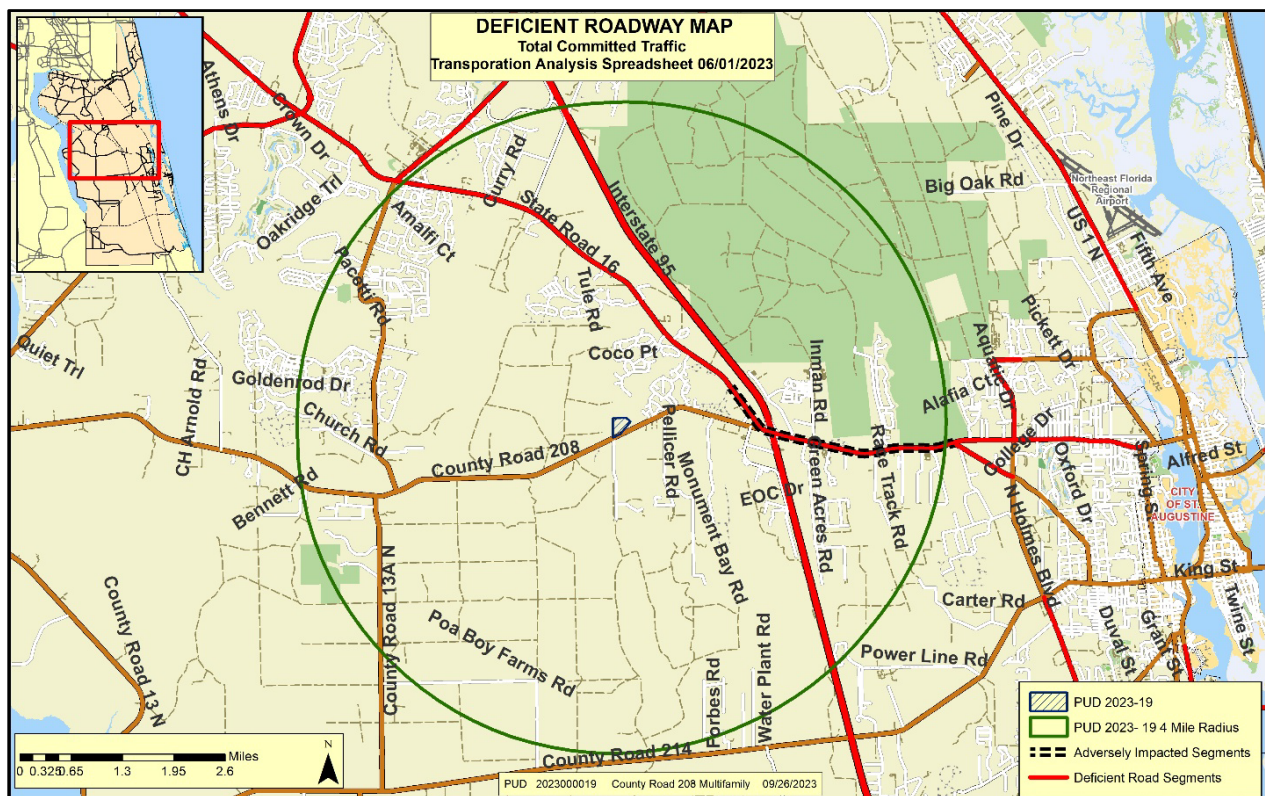 DEFICIENT ROADWAY MAP
Total Committed Traffic
Transporation Analysis Spreadsheet 06/01/2023
Athens Dr
Crown Dr
Oakridge Trl
Amalfi Ct
Pacetti Rd
Curry Rd
State Road 16
Interstate 95
Tule Rd
Coco Pt
Pine Dr
Big Oak Rd
Northeast Florida
Regional
Airport
US 1 N
Fifth Ave
Pickett Dr
Aquatic Dr
Alafia Ct
Inman Rd
Quiet Trl
CH Arnold Rd
Goldenrod Dr
Church Rd
County Road 208
Bennett Rd
Pellicer Rd
Monument Bay Rd
EOC Dr
Green Acres Rd
Race Track Rd
College Dr
Oxford Dr
Spring St
Alfred St
CITY
OF ST.
AUGUSTINE
N Holmes Blvd
King St
Carter Rd
Duval St
Grant St
Twine St
County Road 13A N
County Road 13 N
Poa Boy Farms Rd
Forbes Rd
Water Plant Rd
Power Line Rd
County Road 214
Miles
0 0.325 0.65 1.3 1.95 2.6
N
PUD 2023000019 County Road 208 Multifamily 09/26/2023
PUD 2023-19
PUD 2023- 19 4 Mile Radius
Adversely Impacted Segments
Deficient Road Segments